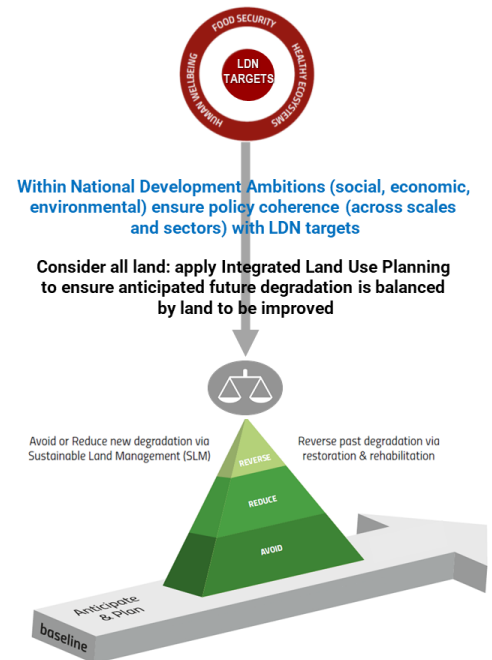 FOOD SECURITY
HUMAN WELLBEING
HEALTHY ECOSYSTEMS
LDN
TARGETS
Within National Development Ambitions (social, economic,
environmental) ensure policy coherence (across scales
and sectors) with LDN targets
Consider all land: apply Integrated Land Use Planning
to ensure anticipated future degradation is balanced
by land to be improved
Avoid or Reduce new degradation via
Sustainable Land Management (SLM)
Reverse past degradation via
restoration & rehabilitation
REVERSE
REDUCE
AVOID
Anticipate
& Plan
baseline